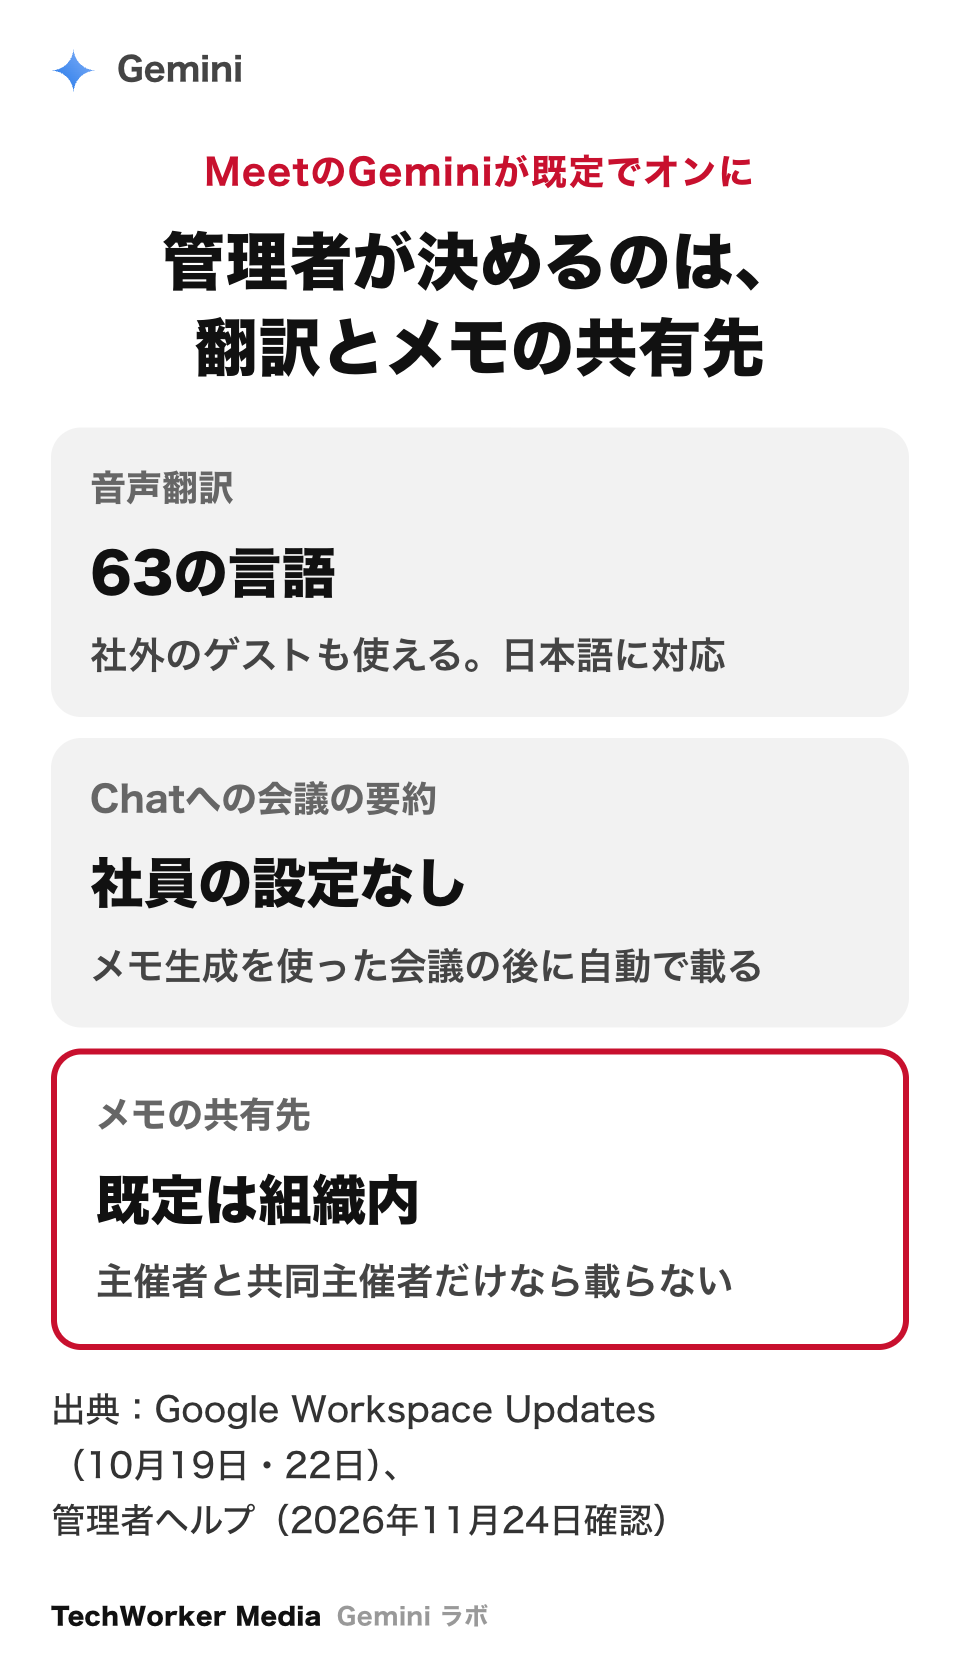 Gemini
MeetのGeminiが既定でオンに
管理者が決めるのは、
翻訳とメモの共有先
音声翻訳
63の言語
社外のゲストも使える。日本語に対応
Chatへの会議の要約
社員の設定なし
メモ生成を使った会議の後に自動で載る
メモの共有先
既定は組織内
主催者と共同主催者だけなら載らない
出典：Google Workspace Updates
（10月19日・22日）、
管理者ヘルプ（2026年11月24日確認）
TechWorker Media Gemini ラボ